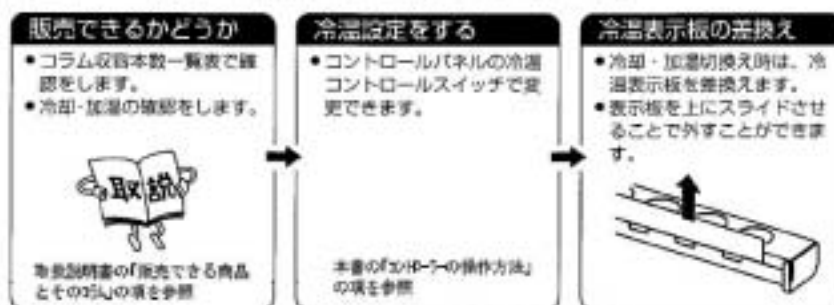 販売できるかどうか
●コラム収容本数一覧表で確
認をします。
●冷却・加温の確認をします。
取説
取扱説明書の「販売できる商品
とそのコラム」の項を参照
冷温設定をする
●コントロールパネルの冷温
コントロールスイッチで変
更できます。
本書の「コントローラーの操作方法」
の項を参照
冷温表示板の差換え
●冷却・加温切換え時は、冷
温表示板を差換えます。
●表示板を上にスライドさせ
ることで外すことができま
す。